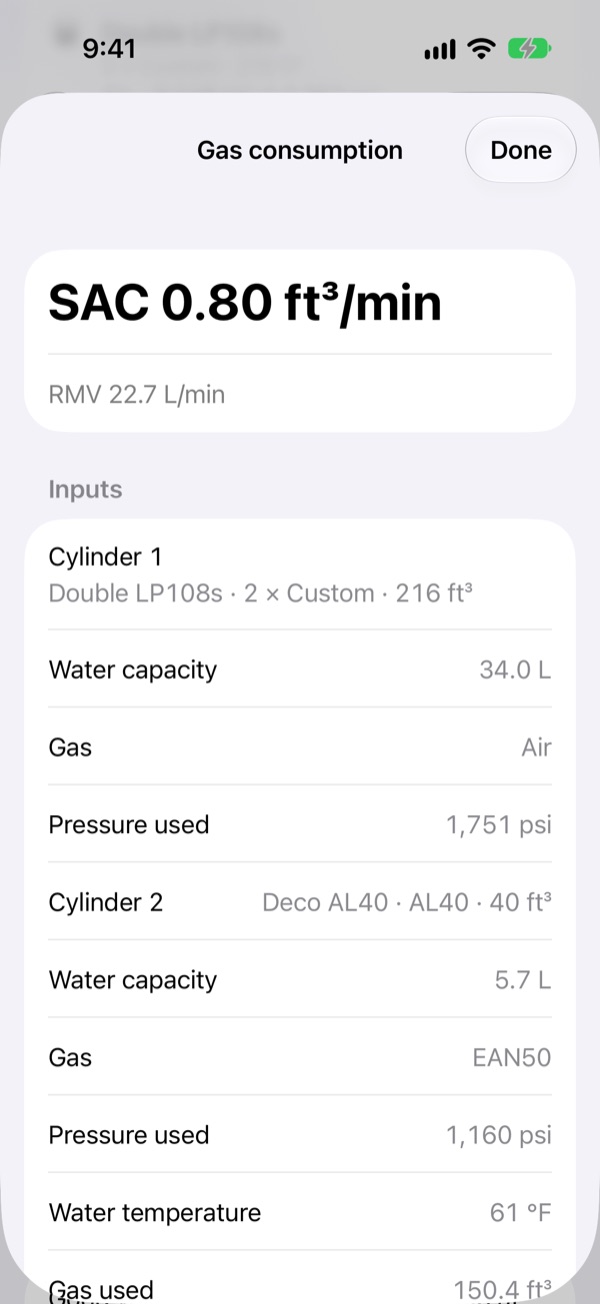 9:41
Gas consumption
Done
SAC 0.80 ft³/min
RMV 22.7 L/min
Inputs
Cylinder 1
Double LP108s · 2 × Custom · 216 ft³
Water capacity 34.0 L
Gas Air
Pressure used 1,751 psi
Cylinder 2 Deco AL40 · AL40 · 40 ft³
Water capacity 5.7 L
Gas EAN50
Pressure used 1,160 psi
Water temperature 61 °F
Gas used 150.4 ft³